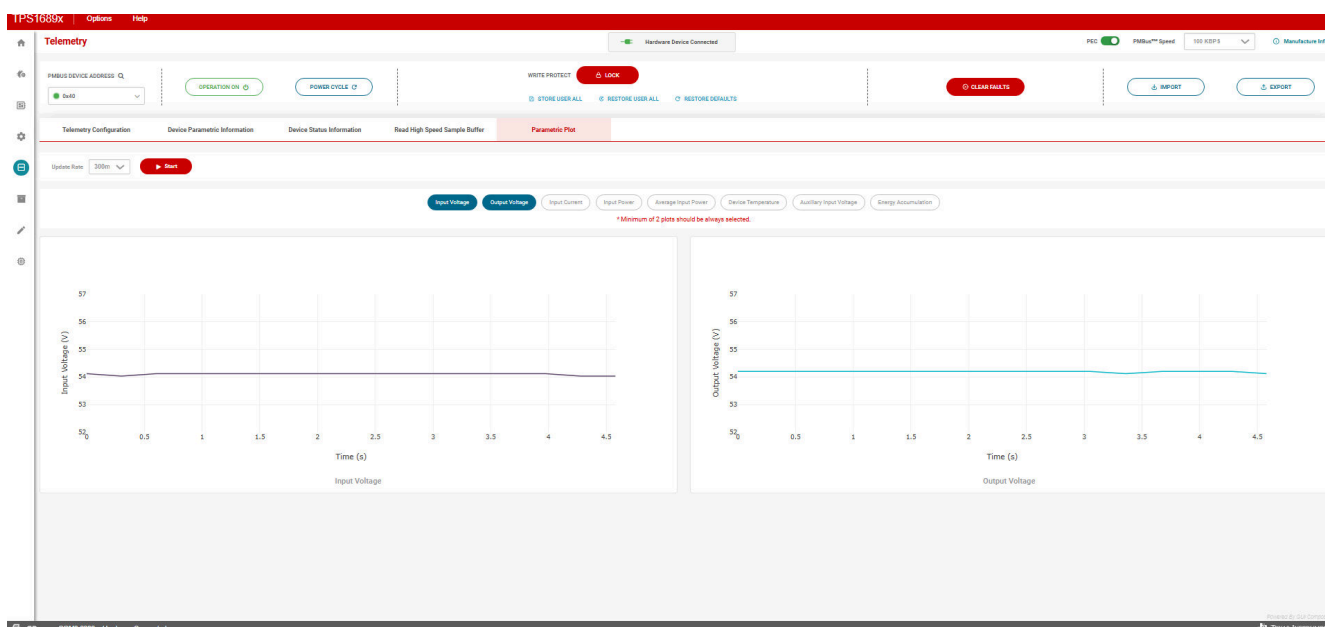 TPS1689x Options Help
Telemetry Hardware Device Connected PEC PMBus™ Speed 100 KBPS Manufacture Inf
PMBUS DEVICE ADDRESS WRITE PROTECT LOCK
0x40 OPERATION ON POWER CYCLE CLEAR FAULTS IMPORT EXPORT
STORE USER ALL RESTORE USER ALL RESTORE DEFAULTS
Telemetry Configuration Device Parametric Information Device Status Information Read High Speed Sample Buffer Parametric Plot
Update Rate 300m Start
Input Voltage Output Voltage Input Current Input Power Average Input Power Device Temperature Auxiliary Input Voltage Energy Accumulation
* Minimum of 2 plots should be always selected.
Input Voltage (V)
57
56
55
54
53
52
0 0.5 1 1.5 2 2.5 3 3.5 4 4.5
Time (s)
Input Voltage
Output Voltage (V)
57
56
55
54
53
52
0 0.5 1 1.5 2 2.5 3 3.5 4 4.5
Time (s)
Output Voltage